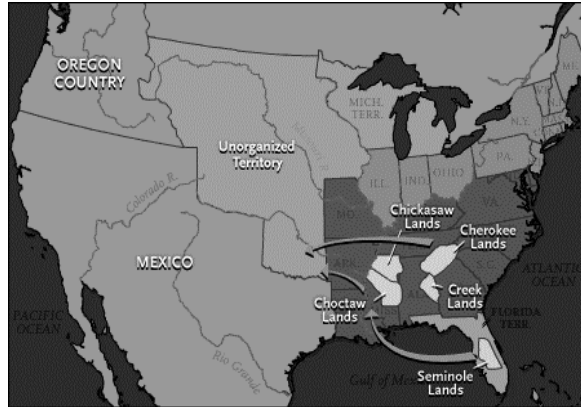 OREGON
COUNTRY
MICH.
TERR.
ME.
N.Y.
PA.
Unorganized
Territory
Missouri R.
ILL.
IND.
OHIO
VA.
MO.
Colorado R.
Chickasaw
Lands
Cherokee
Lands
MEXICO
ARK.
S.C.
ATLANTIC
OCEAN
Choctaw
Lands
Creek
Lands
PACIFIC
OCEAN
FLORIDA
TERR.
Rio Grande
Gulf of Mexico
Seminole
Lands